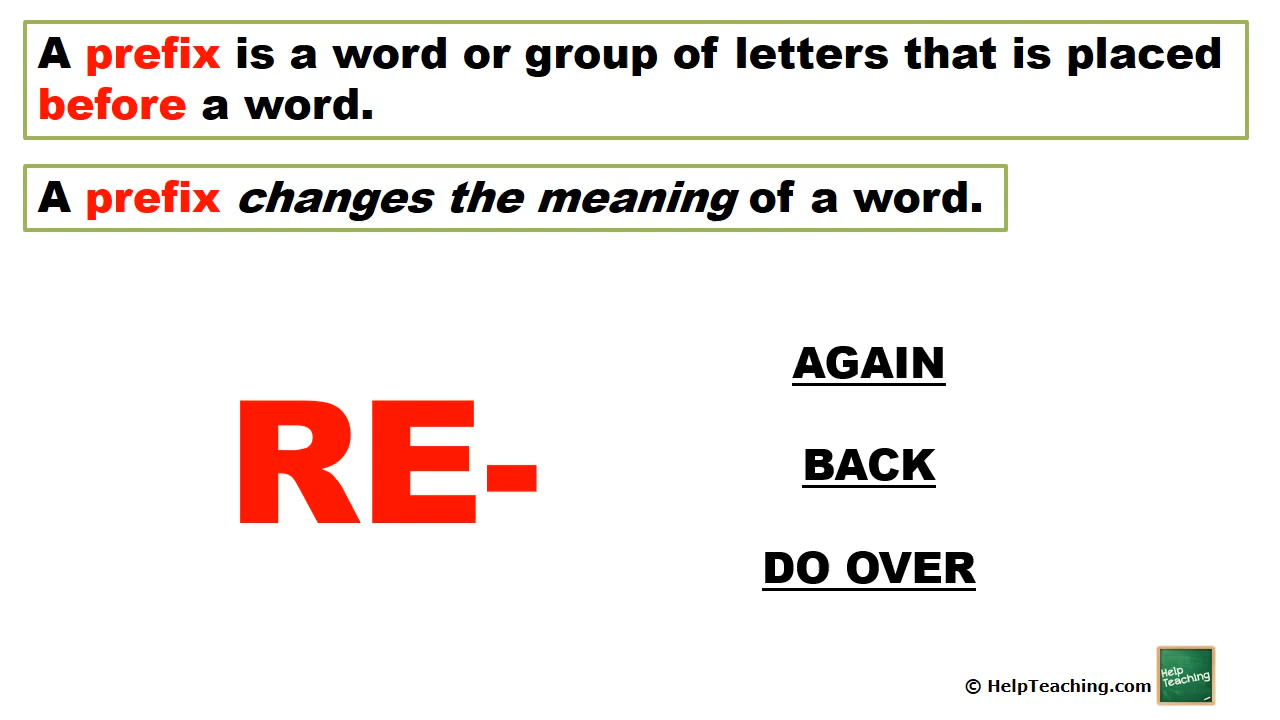 A prefix is a word or group of letters that is placed
before a word.
A prefix changes the meaning of a word.
AGAIN
RE-
BACK
DO OVER
© HelpTeaching.com
Help
Teaching